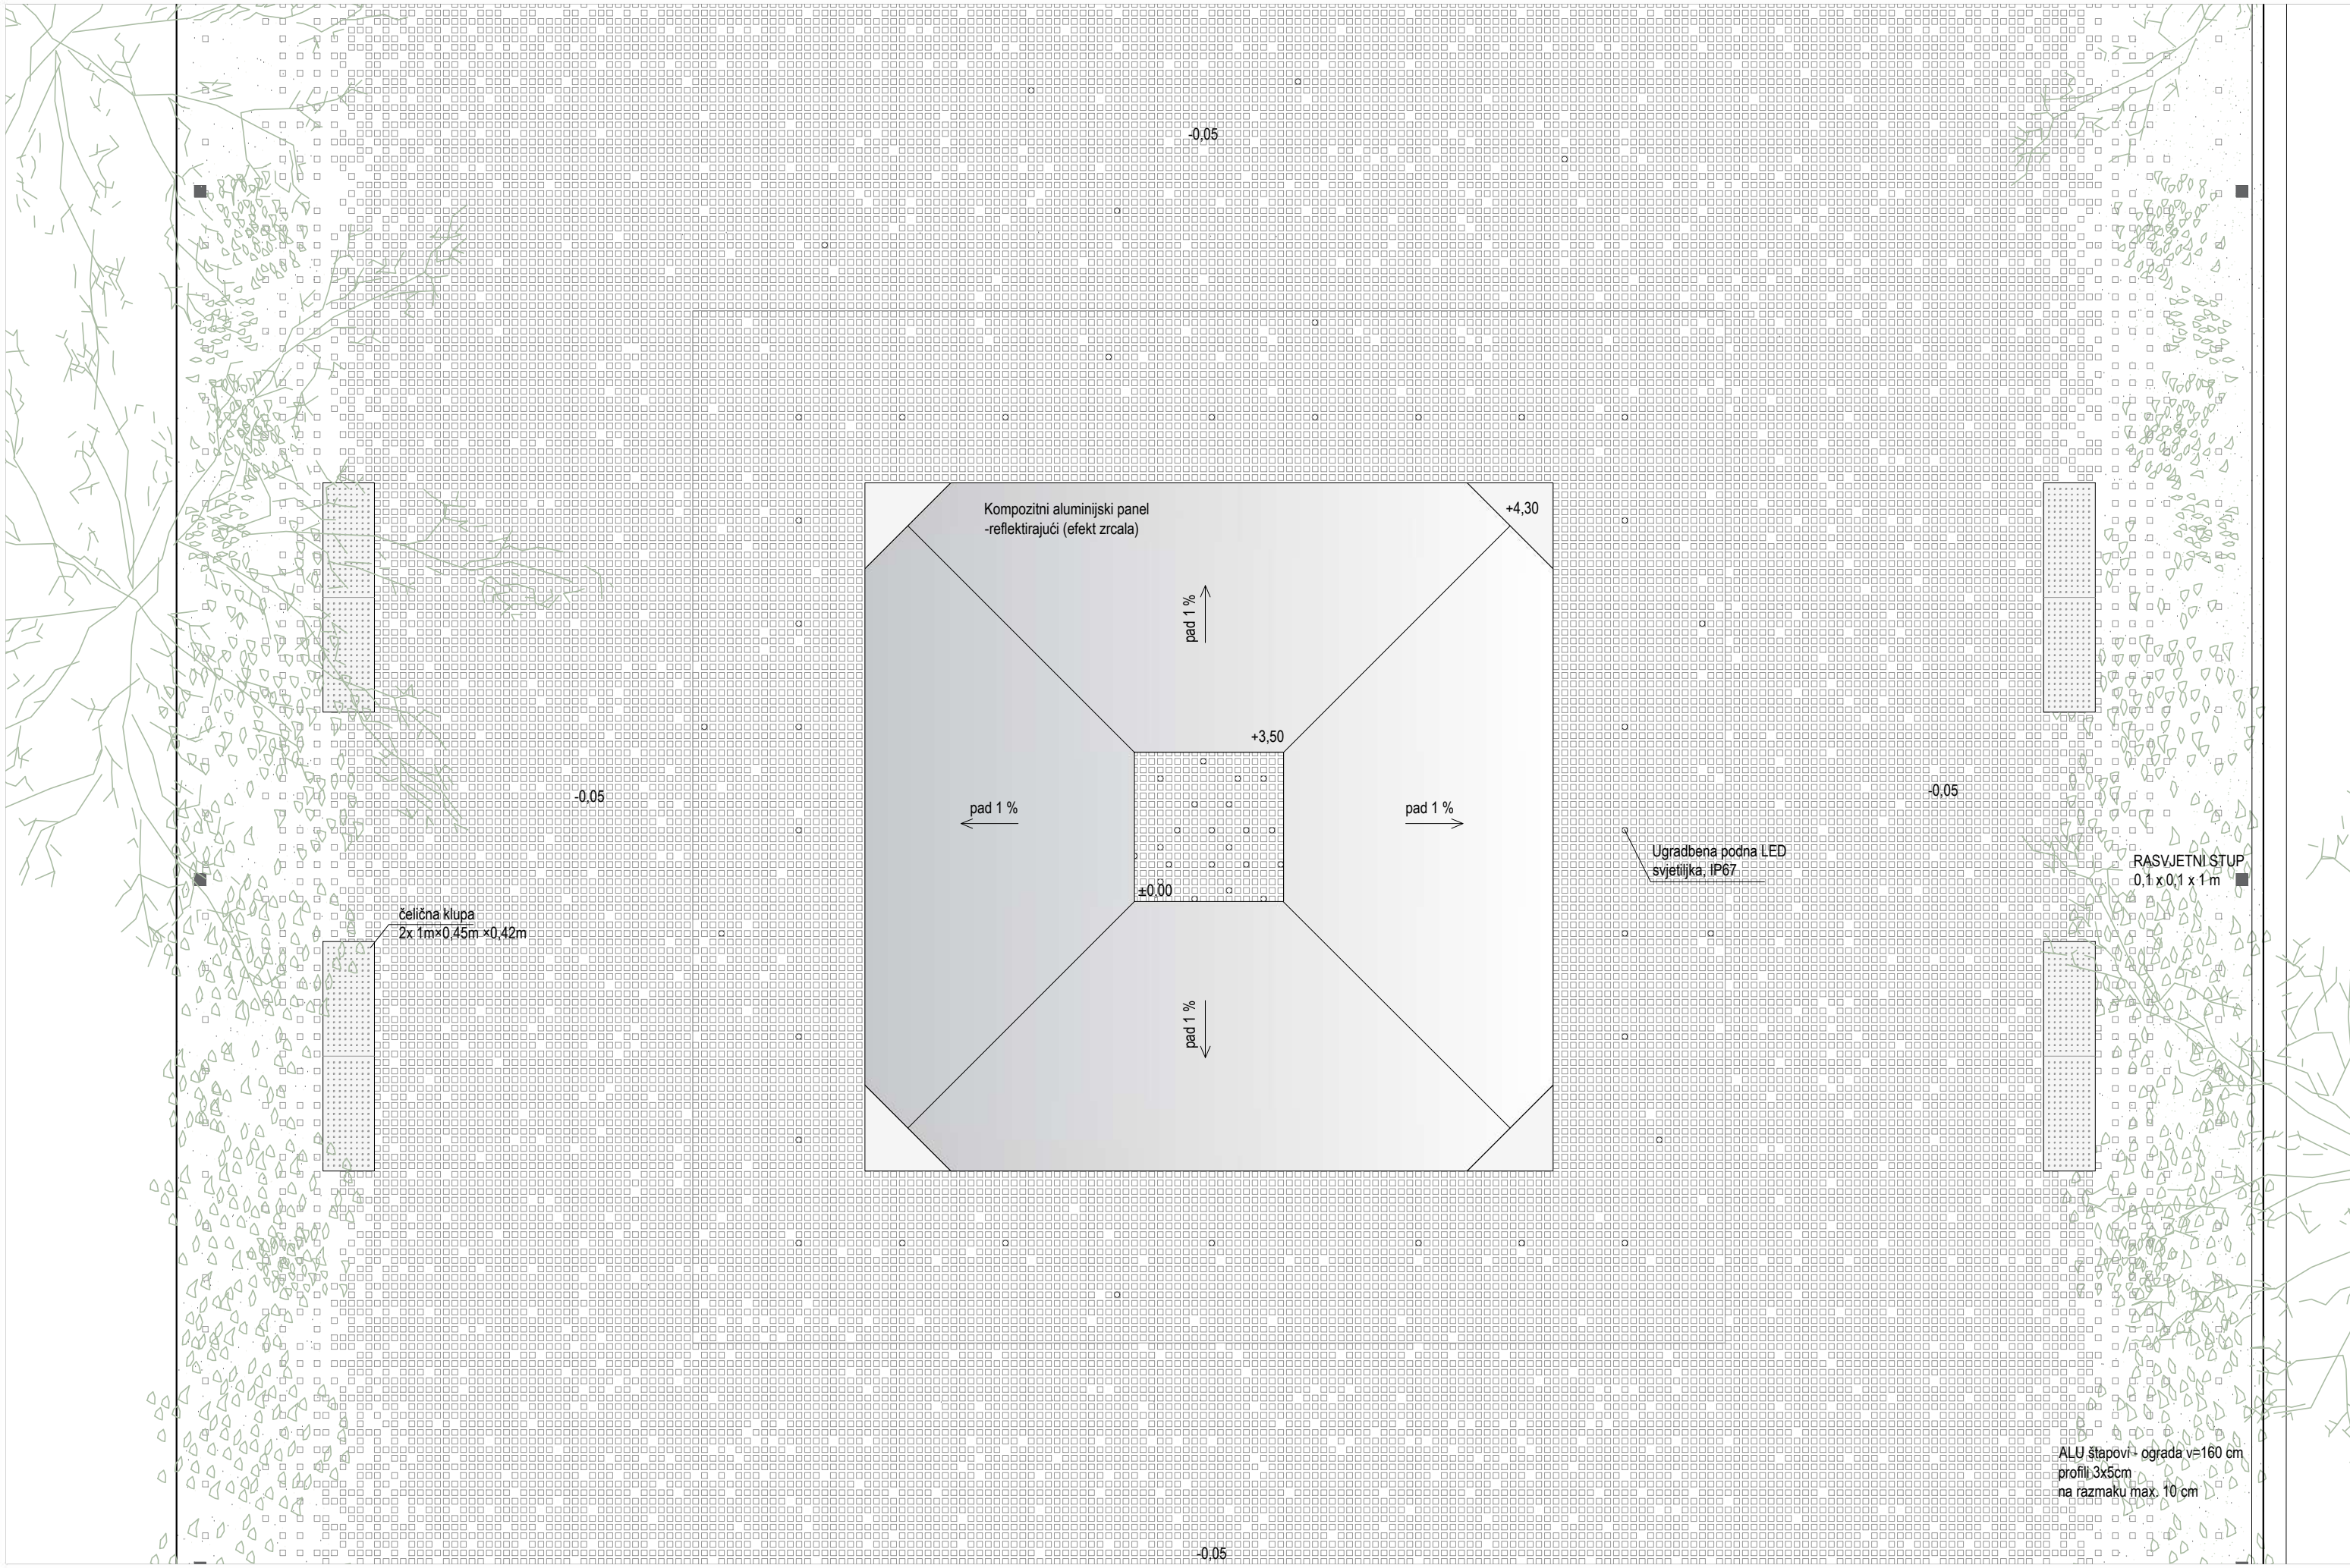 -0,05
Kompozitni aluminijski panel
-reflektirajući (efekt zrcala)
+4,30
pad 1 %
+3,50
-0,05
-0,05
pad 1 %
pad 1 %
Ugradbena podna LED
svjetiljka, IP67
RASVJETNI STUP
0,1 x 0,1 x 1 m
±0,00
čelična klupa
2x 1m×0,45m ×0,42m
pad 1 %
ALU štapovi - ograda v=160 cm
profili 3x5cm
na razmaku max. 10 cm
-0,05